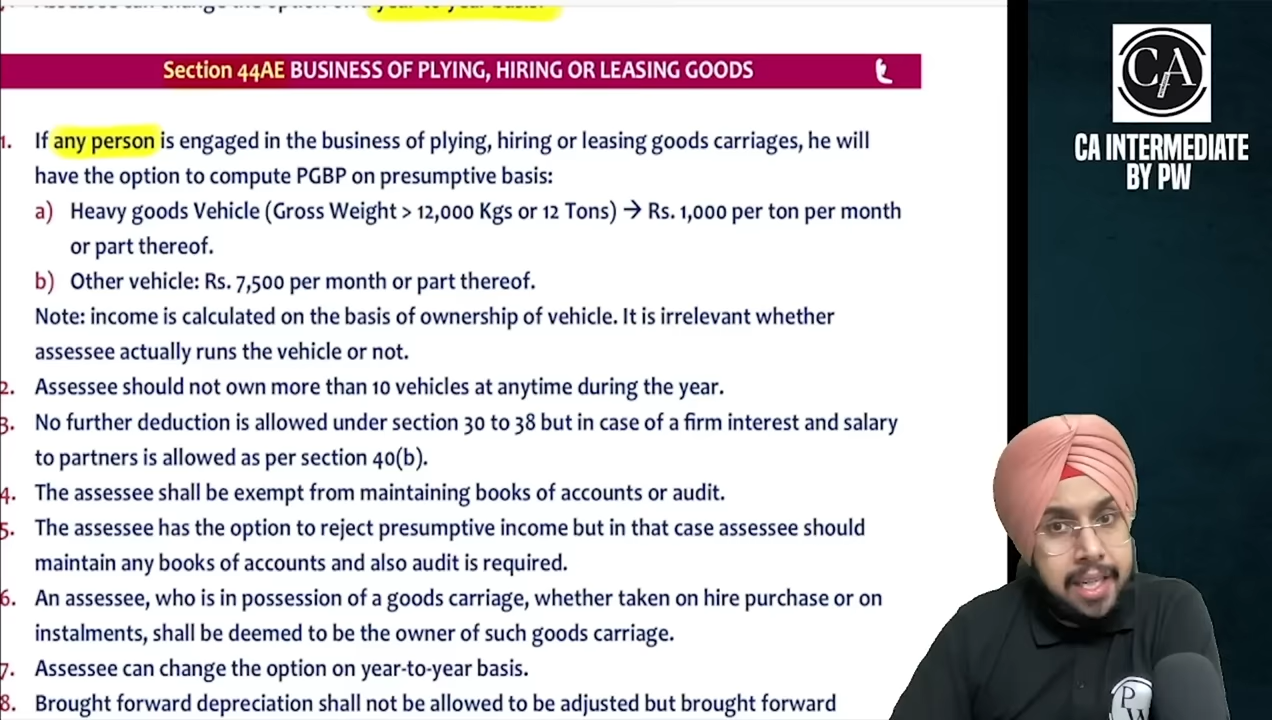 year-to-year basis.
Section 44AE BUSINESS OF PLYING, HIRING OR LEASING GOODS
1. If any person is engaged in the business of plying, hiring or leasing goods carriages, he will
have the option to compute PGBP on presumptive basis:
a) Heavy goods Vehicle (Gross Weight > 12,000 Kgs or 12 Tons) → Rs. 1,000 per ton per month
or part thereof.
b) Other vehicle: Rs. 7,500 per month or part thereof.
Note: income is calculated on the basis of ownership of vehicle. It is irrelevant whether
assessee actually runs the vehicle or not.
2. Assessee should not own more than 10 vehicles at anytime during the year.
3. No further deduction is allowed under section 30 to 38 but in case of a firm interest and salary
to partners is allowed as per section 40(b).
4. The assessee shall be exempt from maintaining books of accounts or audit.
5. The assessee has the option to reject presumptive income but in that case assessee should
maintain any books of accounts and also audit is required.
6. An assessee, who is in possession of a goods carriage, whether taken on hire purchase or on
instalments, shall be deemed to be the owner of such goods carriage.
7. Assessee can change the option on year-to-year basis.
8. Brought forward depreciation shall not be allowed to be adjusted but brought forward
CA
CA INTERMEDIATE
BY PW
PW